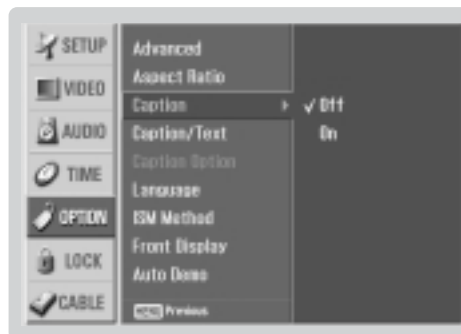 SETUP
VIDEO
AUDIO
TIME
OPTION
LOCK
CABLE
Advanced
Aspect Ratio
Caption
Caption/Text
Caption Option
Language
ISM Method
Front Display
Auto Demo
MENU Previous
✓ Off
On